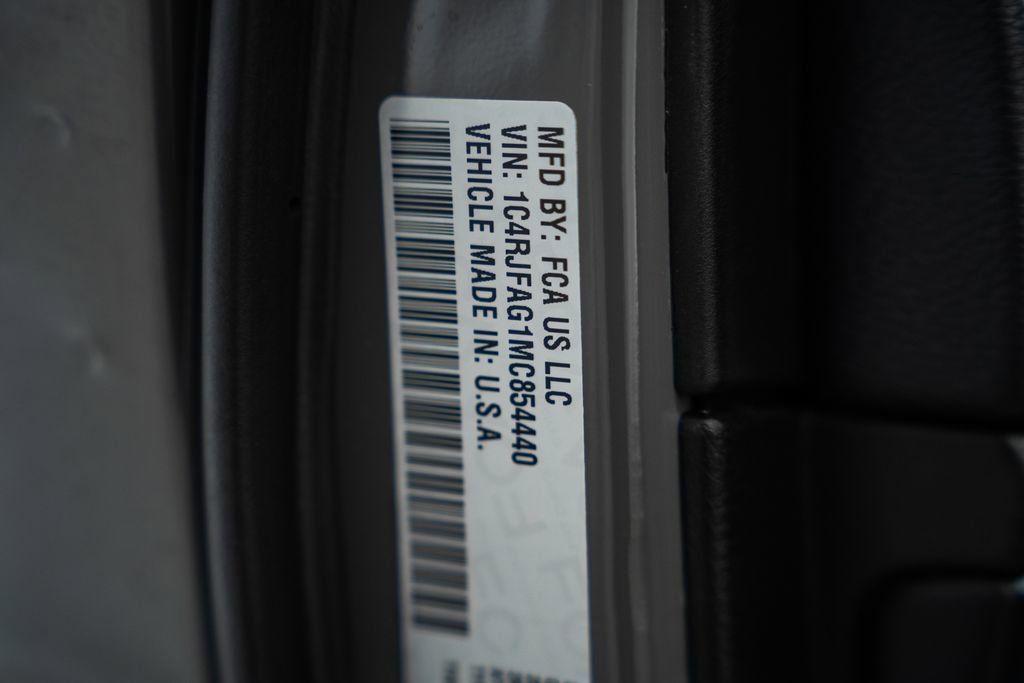 MFD BY: FCA US LLC
VIN: 1C4RJFAG1MC854440
VEHICLE MADE IN: U.S.A.